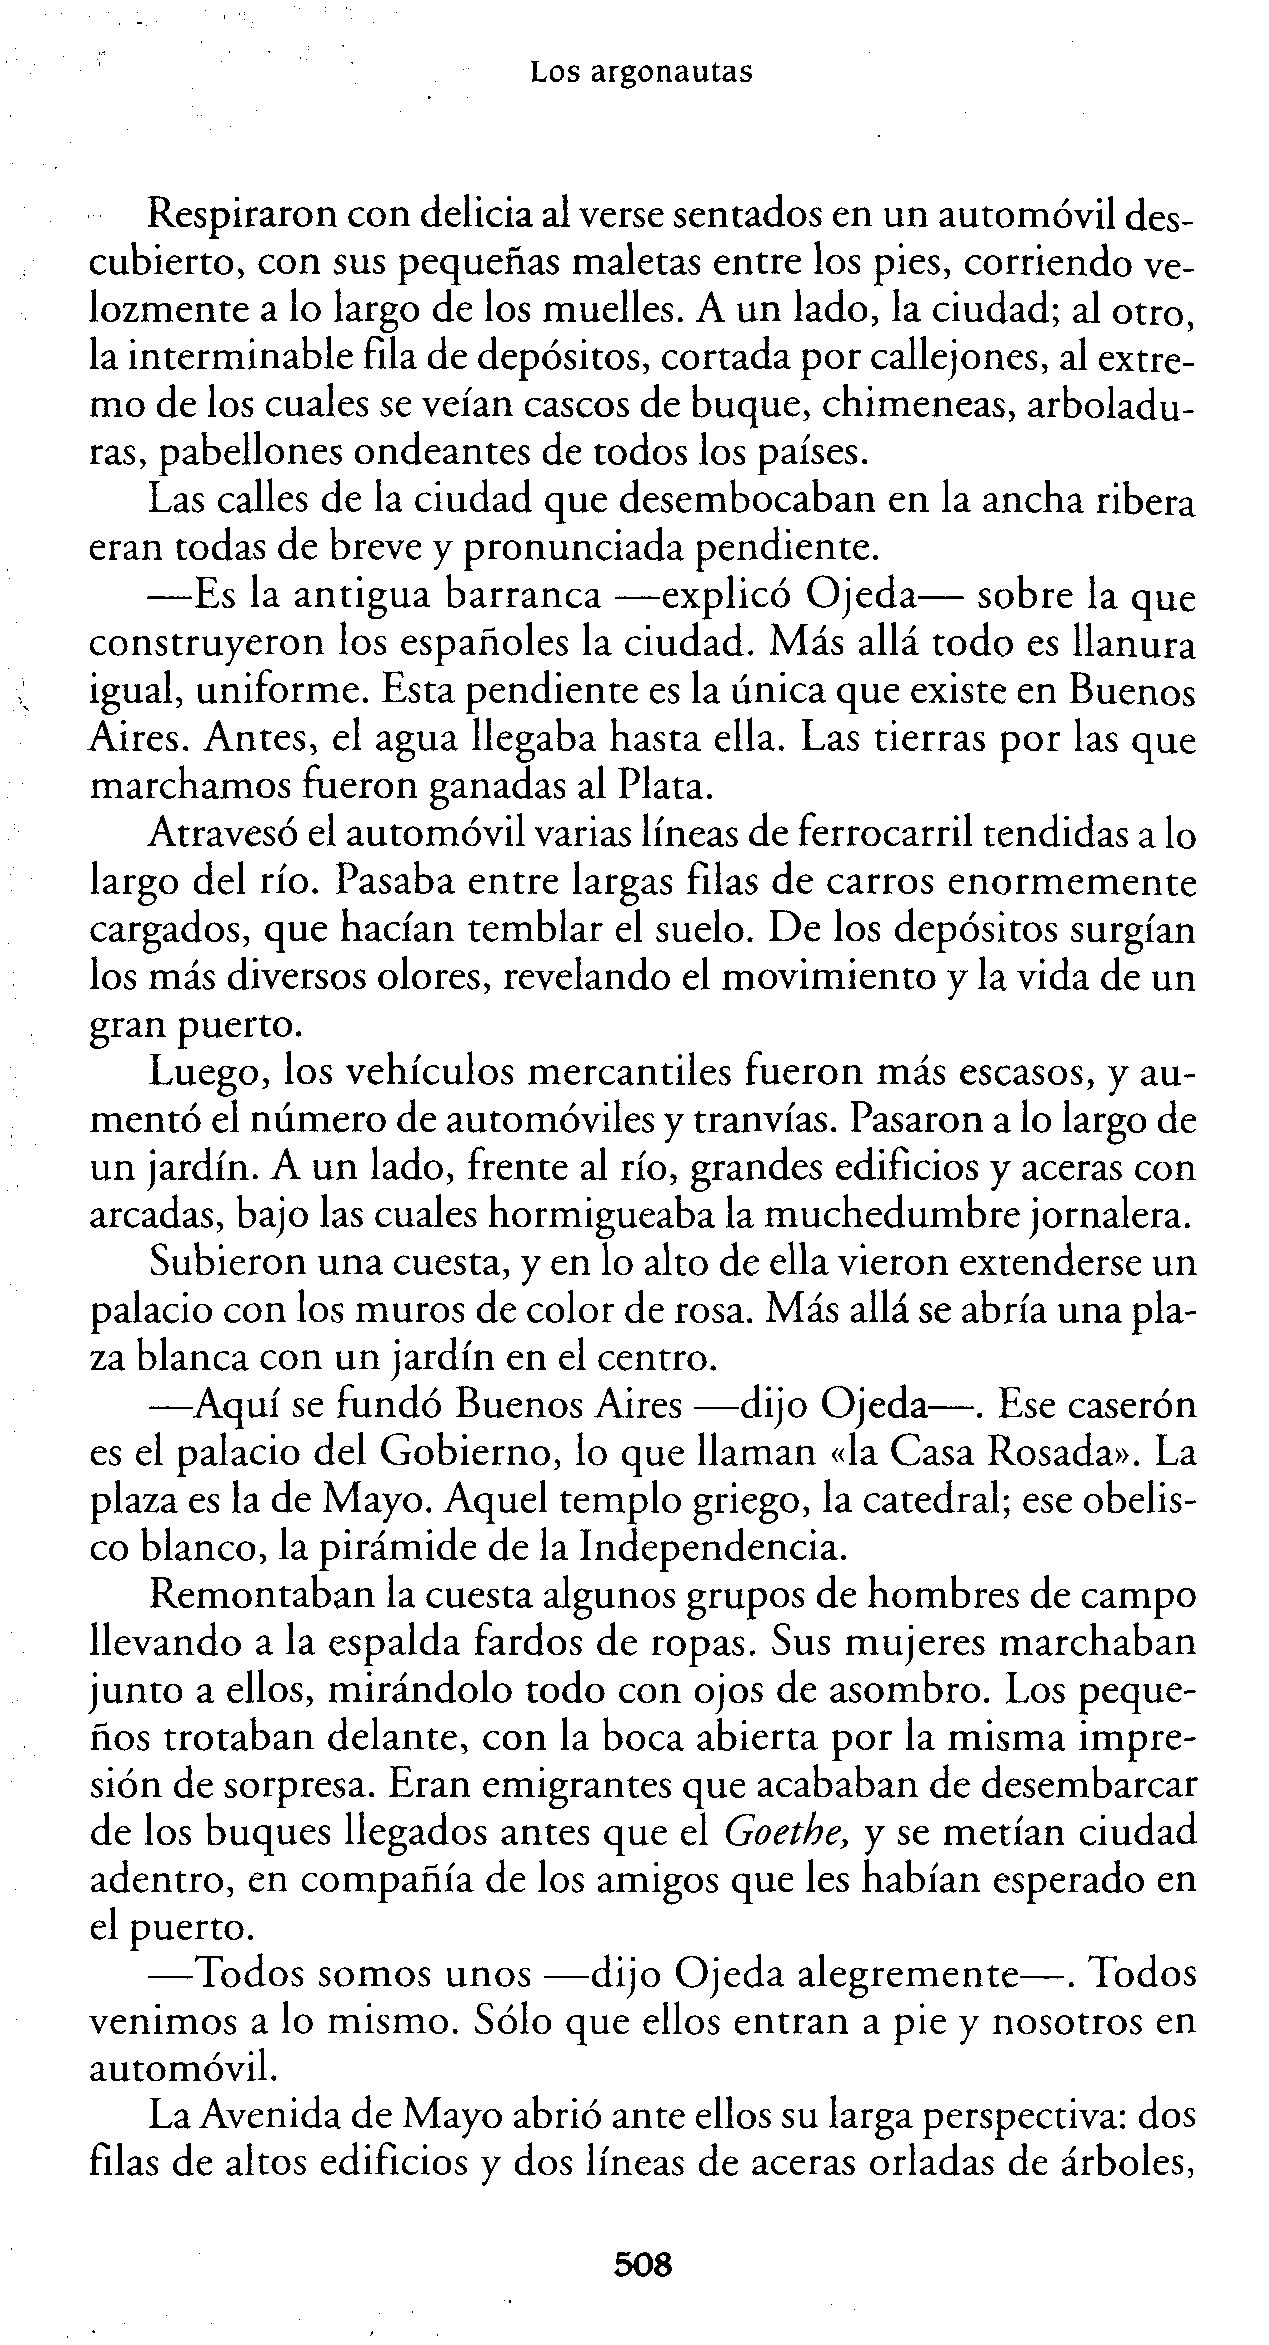 Los argonautas
Respiraron con delicia al verse sentados en un automóvil des-
cubierto, con sus pequeñas maletas entre los pies, corriendo ve-
lozmente a lo largo de los muelles. A un lado, la ciudad; al otro,
la interminable fila de depósitos, cortada por callejones, al extre-
mo de los cuales se veían cascos de buque, chimeneas, arboladu-
ras, pabellones ondeantes de todos los países.
Las calles de la ciudad que desembocaban en la ancha ribera
eran todas de breve y pronunciada pendiente.
—Es la antigua barranca —explicó Ojeda— sobre la que
construyeron los españoles la ciudad. Más allá todo es llanura
igual, uniforme. Esta pendiente es la única que existe en Buenos
Aires. Antes, el agua llegaba hasta ella. Las tierras por las que
marchamos fueron ganadas al Plata.
Atravesó el automóvil varias líneas de ferrocarril tendidas a lo
largo del río. Pasaba entre largas filas de carros enormemente
cargados, que hacían temblar el suelo. De los depósitos surgían
los más diversos olores, revelando el movimiento y la vida de un
gran puerto.
Luego, los vehículos mercantiles fueron más escasos, y au-
mentó el número de automóviles y tranvías. Pasaron a lo largo de
un jardín. A un lado, frente al río, grandes edificios y aceras con
arcadas, bajo las cuales hormigueaba la muchedumbre jornalera.
Subieron una cuesta, y en lo alto de ella vieron extenderse un
palacio con los muros de color de rosa. Más allá se abría una pla-
za blanca con un jardín en el centro.
—Aquí se fundó Buenos Aires —dijo Ojeda—. Ese caserón
es el palacio del Gobierno, lo que llaman «la Casa Rosada». La
plaza es la de Mayo. Aquel templo griego, la catedral; ese obelis-
co blanco, la pirámide de la Independencia.
Remontaban la cuesta algunos grupos de hombres de campo
llevando a la espalda fardos de ropas. Sus mujeres marchaban
junto a ellos, mirándolo todo con ojos de asombro. Los peque-
ños trotaban delante, con la boca abierta por la misma impre-
sión de sorpresa. Eran emigrantes que acababan de desembarcar
de los buques llegados antes que el Goethe, y se metían ciudad
adentro, en compañía de los amigos que les habían esperado en
el puerto.
—Todos somos unos —dijo Ojeda alegremente—. Todos
venimos a lo mismo. Sólo que ellos entran a pie y nosotros en
automóvil.
La Avenida de Mayo abrió ante ellos su larga perspectiva: dos
filas de altos edificios y dos líneas de aceras orladas de árboles,
508